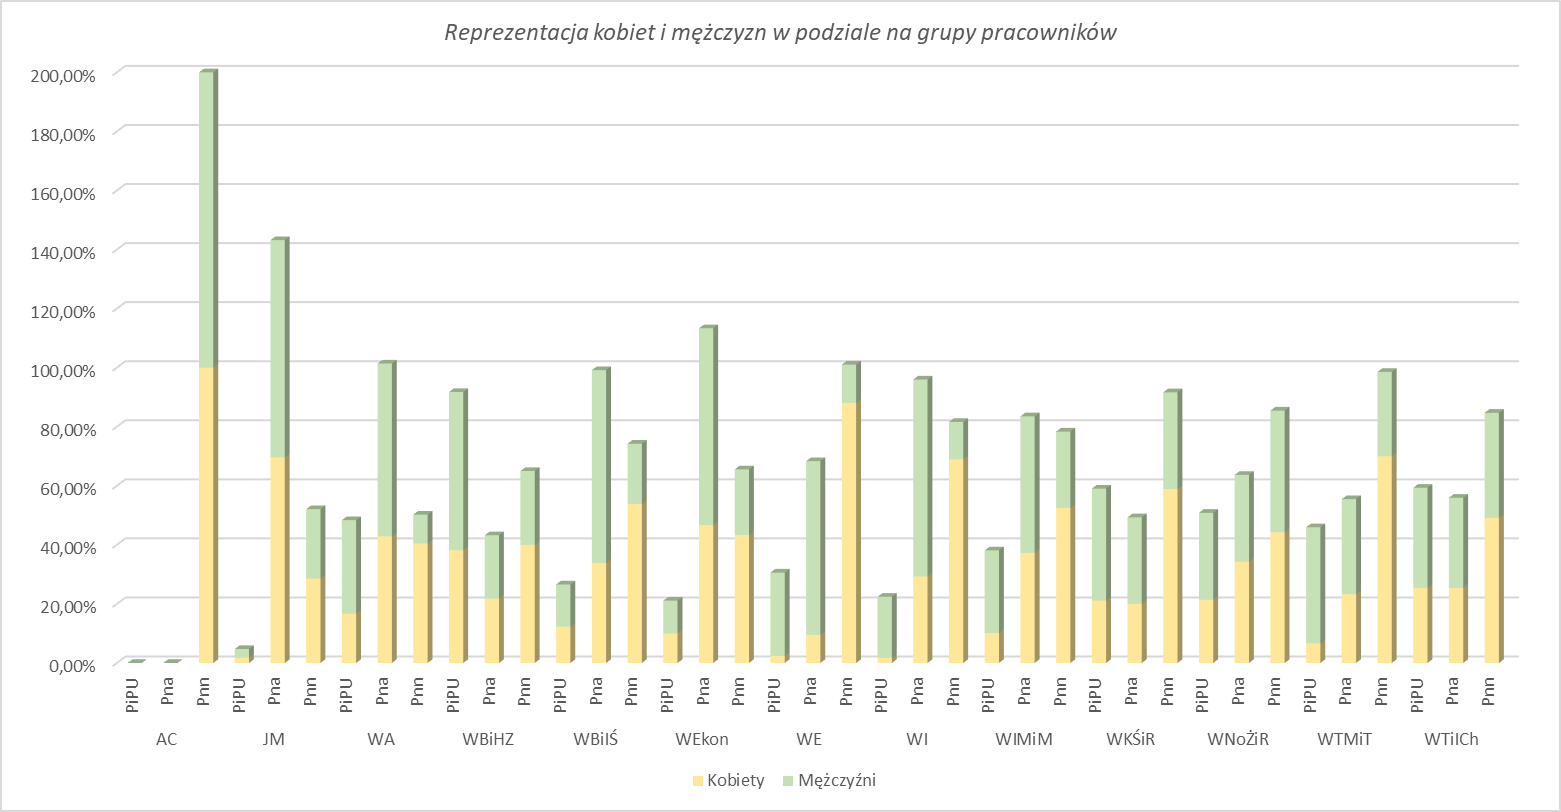 Reprezentacja kobiet i mężczyzn w podziale na grupy pracowników
200,00%
180,00%
160,00%
140,00%
120,00%
100,00%
80,00%
60,00%
40,00%
20,00%
0,00%
PiPU Pna Pnn PiPU Pna Pnn PiPU Pna Pnn PiPU Pna Pnn PiPU Pna Pnn PiPU Pna Pnn PiPU Pna Pnn PiPU Pna Pnn PiPU Pna Pnn PiPU Pna Pnn PiPU Pna Pnn PiPU Pna Pnn PiPU Pna Pnn
AC JM WA WBiHZ WBiIŚ WEkon WE WI WIMiM WKŚiR WNoŻiR WTMiT WTiICh
Kobiety Mężczyźni